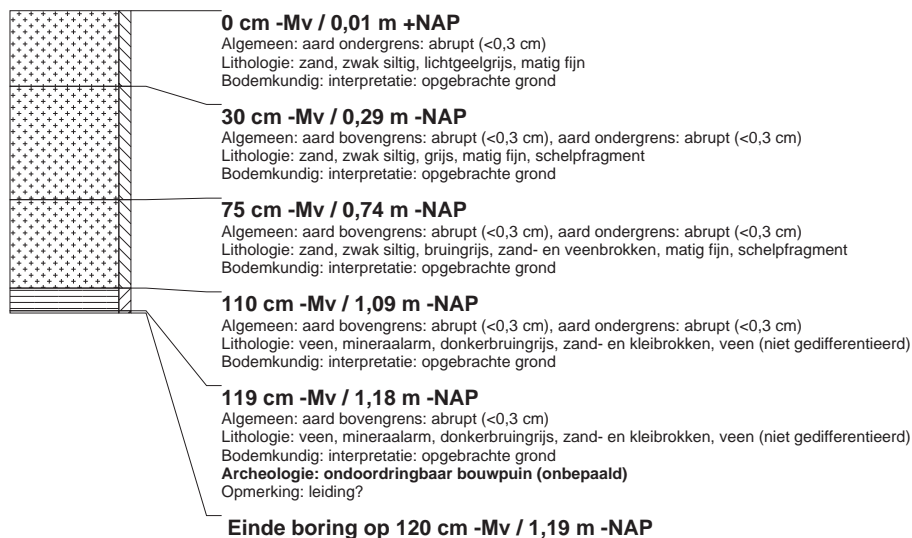 0 cm -Mv / 0,01 m +NAP
Algemeen: aard ondergrens: abrupt (<0,3 cm)
Lithologie: zand, zwak siltig, lichtgeelgrijs, matig fijn
Bodemkundig: interpretatie: opgebrachte grond
30 cm -Mv / 0,29 m -NAP
Algemeen: aard bovengrens: abrupt (<0,3 cm), aard ondergrens: abrupt (<0,3 cm)
Lithologie: zand, zwak siltig, grijs, matig fijn, schelpfragment
Bodemkundig: interpretatie: opgebrachte grond
75 cm -Mv / 0,74 m -NAP
Algemeen: aard bovengrens: abrupt (<0,3 cm), aard ondergrens: abrupt (<0,3 cm)
Lithologie: zand, zwak siltig, bruingrijs, zand- en veenbrokken, matig fijn, schelpfragment
Bodemkundig: interpretatie: opgebrachte grond
110 cm -Mv / 1,09 m -NAP
Algemeen: aard bovengrens: abrupt (<0,3 cm), aard ondergrens: abrupt (<0,3 cm)
Lithologie: veen, mineraalarm, donkerbruingrijs, zand- en kleibrokken, veen (niet gedifferentieerd)
Bodemkundig: interpretatie: opgebrachte grond
119 cm -Mv / 1,18 m -NAP
Algemeen: aard bovengrens: abrupt (<0,3 cm)
Lithologie: veen, mineraalarm, donkerbruingrijs, zand- en kleibrokken, veen (niet gedifferentieerd)
Bodemkundig: interpretatie: opgebrachte grond
Archeologie: ondoordringbaar bouwpuin (onbepaald)
Opmerking: leiding?
Einde boring op 120 cm -Mv / 1,19 m -NAP